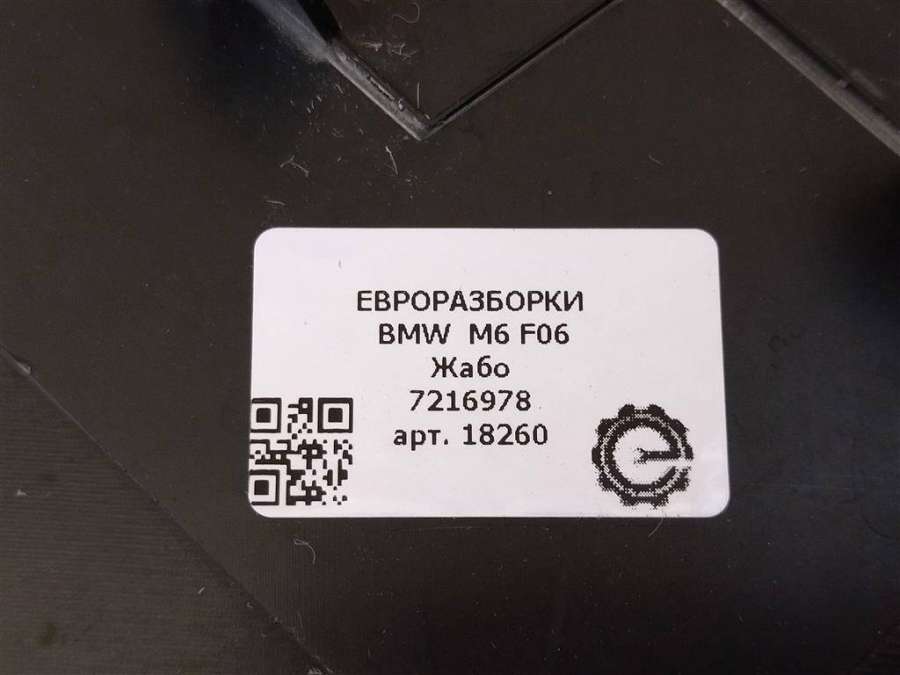 ЕВРОРАЗБОРКИ
BMW M6 F06
Жабо
7216978
арт. 18260